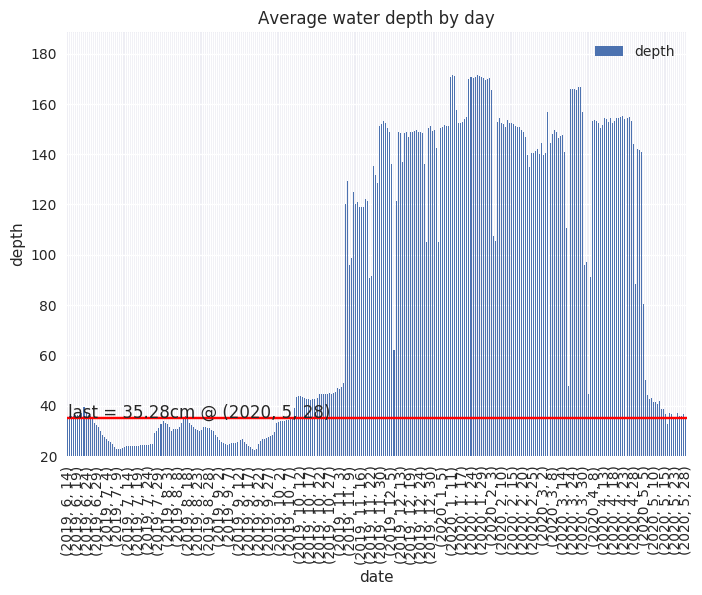 Average water depth by day
depth
180
160
140
120
100
80
60
40
20
depth
last = 35.28cm @ (2020, 5, 28)
(2019, 6, 14)
(2019, 6, 19)
(2019, 6, 24)
(2019, 6, 29)
(2019, 7, 4)
(2019, 7, 9)
(2019, 7, 14)
(2019, 7, 19)
(2019, 7, 24)
(2019, 7, 29)
(2019, 8, 3)
(2019, 8, 8)
(2019, 8, 18)
(2019, 8, 23)
(2019, 8, 28)
(2019, 9, 2)
(2019, 9, 7)
(2019, 9, 17)
(2019, 9, 22)
(2019, 9, 27)
(2019, 10, 2)
(2019, 10, 7)
(2019, 10, 12)
(2019, 10, 17)
(2019, 10, 22)
(2019, 10, 27)
(2019, 11, 3)
(2019, 11, 9)
(2019, 11, 16)
(2019, 11, 22)
(2019, 11, 30)
(2019, 12, 5)
(2019, 12, 13)
(2019, 12, 19)
(2019, 12, 24)
(2019, 12, 30)
(2020, 1, 5)
(2020, 1, 11)
(2020, 1, 17)
(2020, 1, 24)
(2020, 1, 29)
(2020, 2, 3)
(2020, 2, 10)
(2020, 2, 15)
(2020, 2, 20)
(2020, 2, 25)
(2020, 3, 2)
(2020, 3, 8)
(2020, 3, 14)
(2020, 3, 24)
(2020, 3, 30)
(2020, 4, 8)
(2020, 4, 13)
(2020, 4, 18)
(2020, 4, 23)
(2020, 4, 28)
(2020, 5, 5)
(2020, 5, 10)
(2020, 5, 15)
(2020, 5, 28)
date